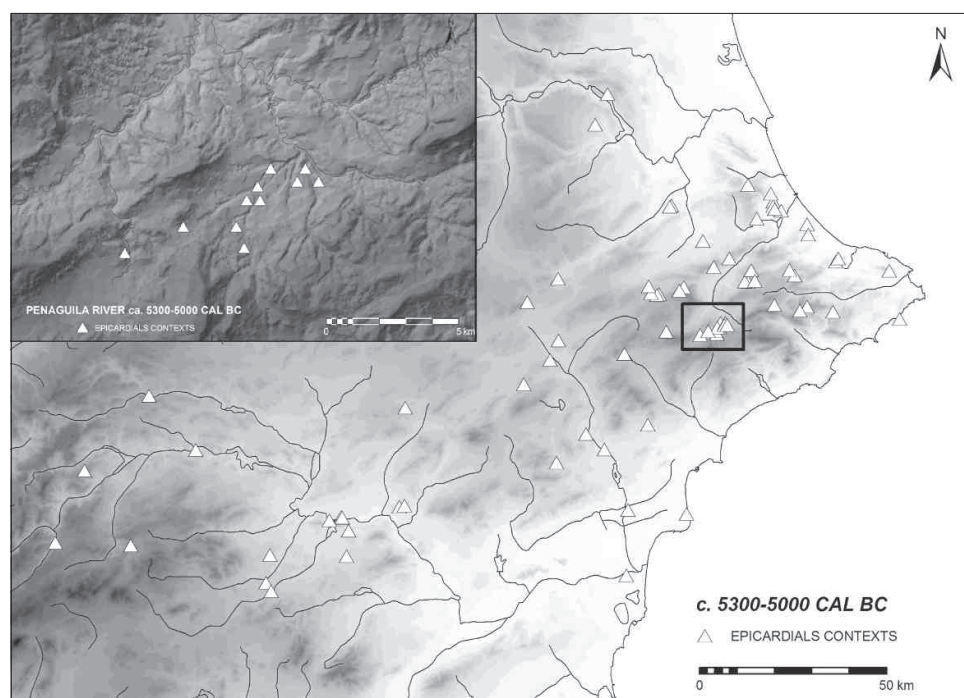 N
PENAGUILA RIVER ca. 5300-5000 CAL BC
EPICARDIALS CONTEXTS
0 5 km
c. 5300-5000 CAL BC
EPICARDIALS CONTEXTS
0 50 km